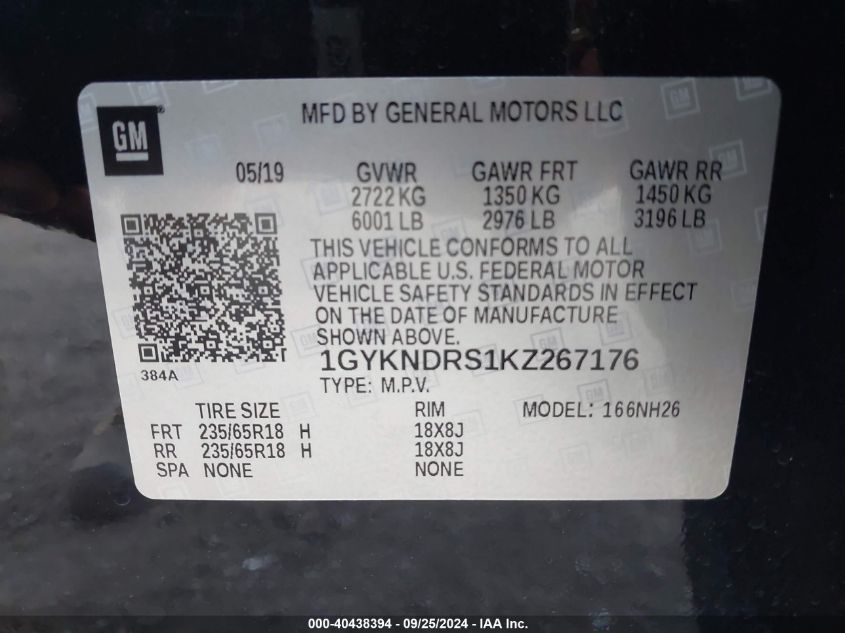 GM®
MFD BY GENERAL MOTORS LLC
05/19 GVWR GAWR FRT GAWR RR
2722 KG 1350 KG 1450 KG
6001 LB 2976 LB 3196 LB
THIS VEHICLE CONFORMS TO ALL
APPLICABLE U.S. FEDERAL MOTOR
VEHICLE SAFETY STANDARDS IN EFFECT
ON THE DATE OF MANUFACTURE
SHOWN ABOVE.
1GYKNDRS1KZ267176
384A
TYPE: M.P.V.
TIRE SIZE RIM MODEL: 166NH26
FRT 235/65R18 H 18X8J
RR 235/65R18 H 18X8J
SPA NONE NONE
000-40438394 - 09/25/2024 - IAA Inc.